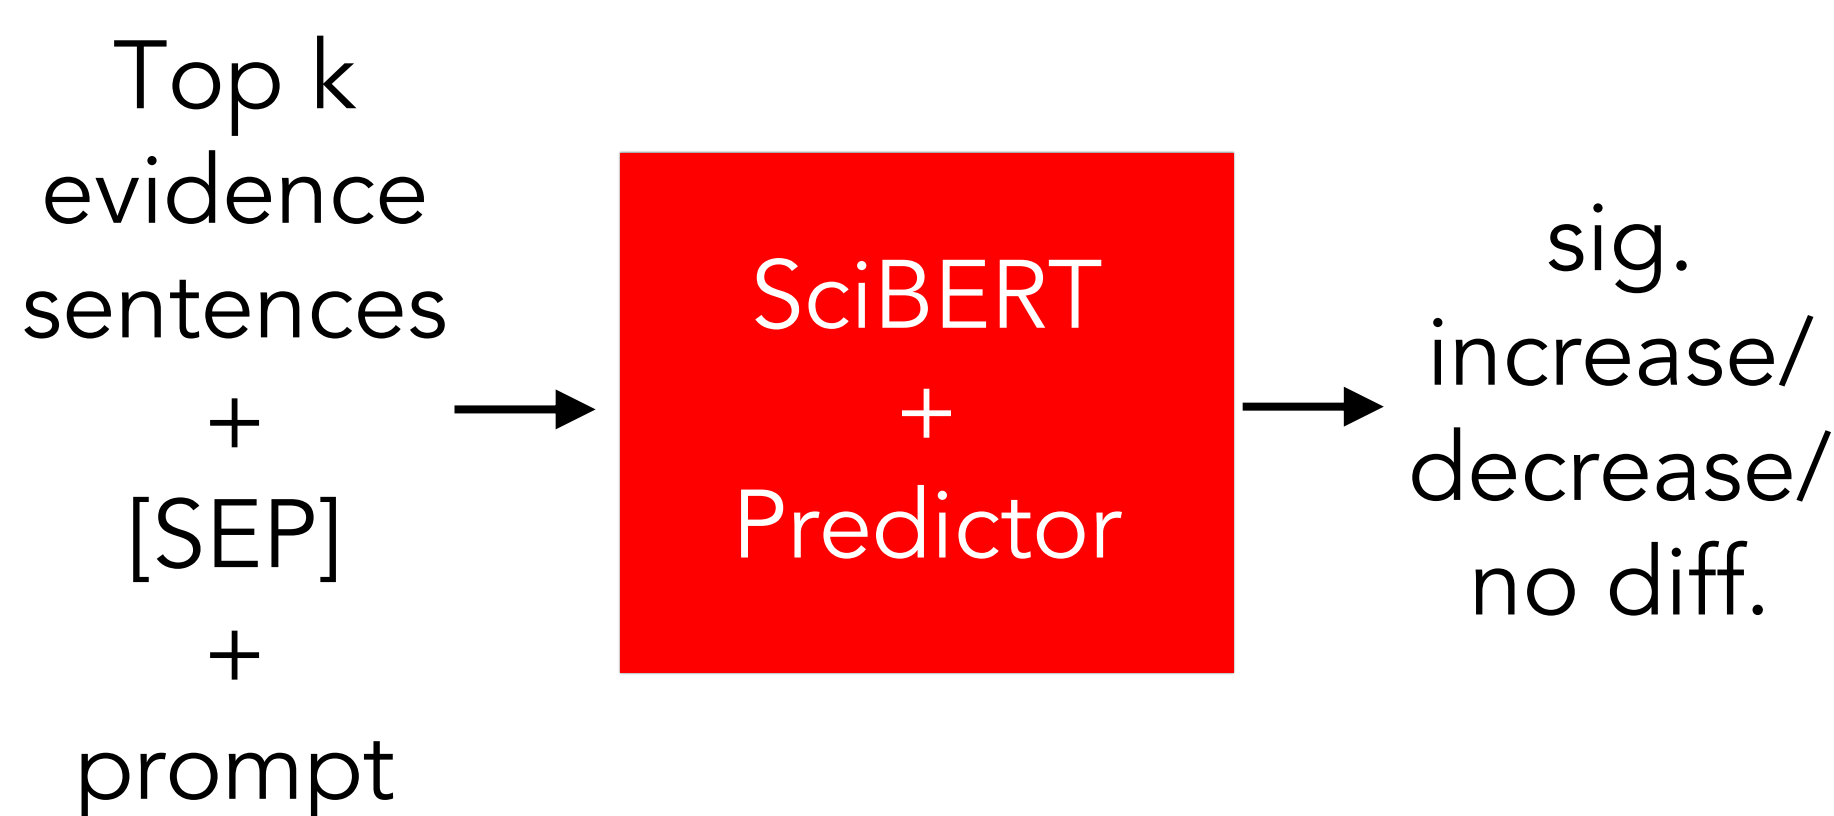 Top k
evidence
sentences
+
[SEP]
+
prompt
SciBERT
+
Predictor
sig.
increase/
decrease/
no diff.